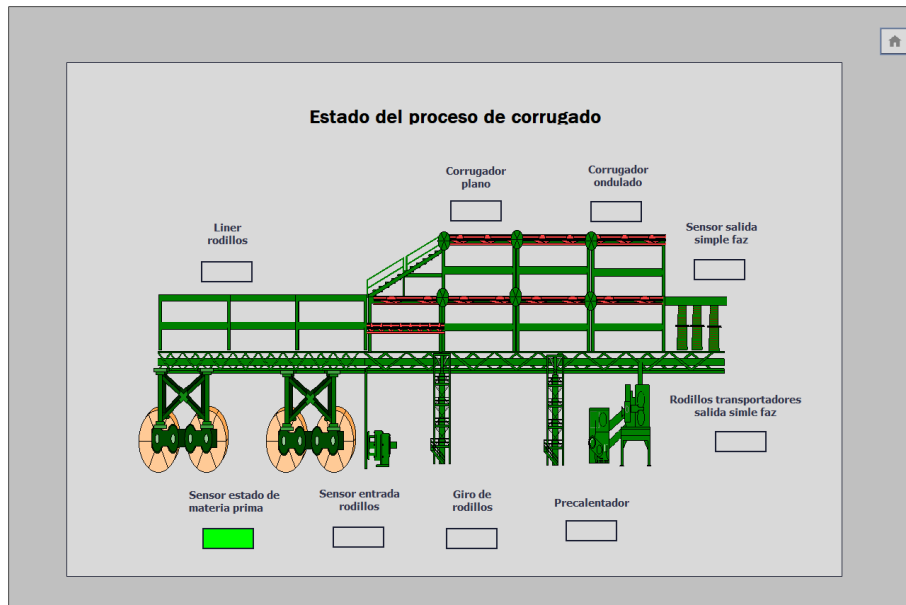 Estado del proceso de corrugado
Corrugador
plano
Corrugador
ondulado
Liner
rodillos
Sensor salida
simple faz
Rodillos transportadores
salida simle faz
Sensor estado de
materia prima
Sensor entrada
rodillos
Giro de
rodillos
Precalentador